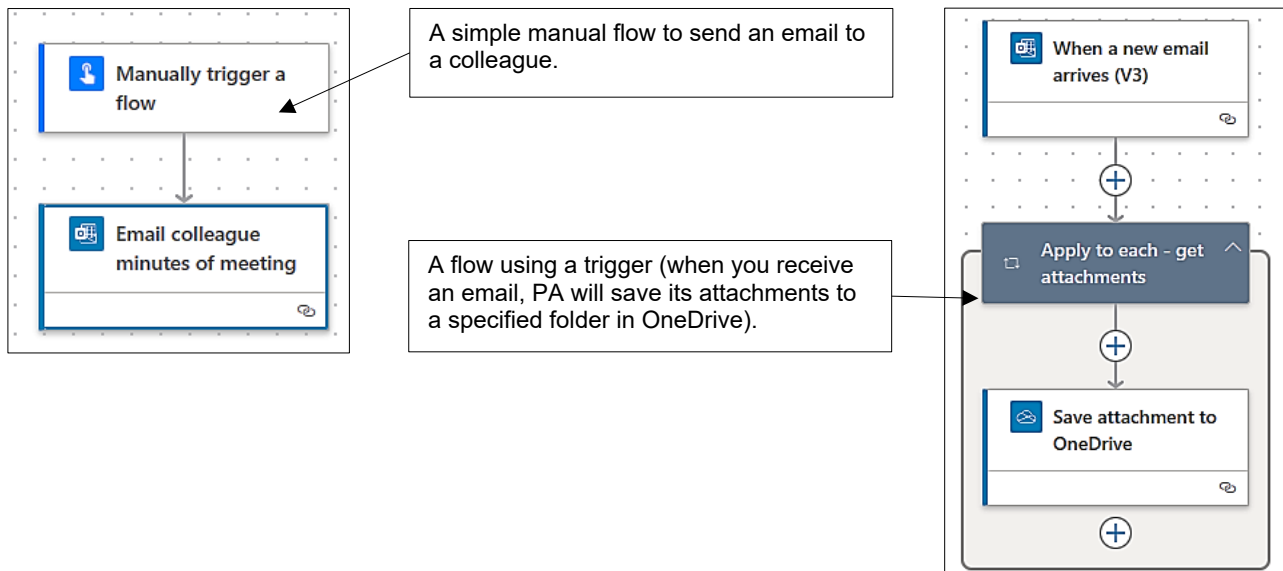 Manually trigger a
flow
Email colleague
minutes of meeting
A simple manual flow to send an email to
a colleague.
A flow using a trigger (when you receive
an email, PA will save its attachments to
a specified folder in OneDrive).
When a new email
arrives (V3)
Apply to each - get
attachments
Save attachment to
OneDrive